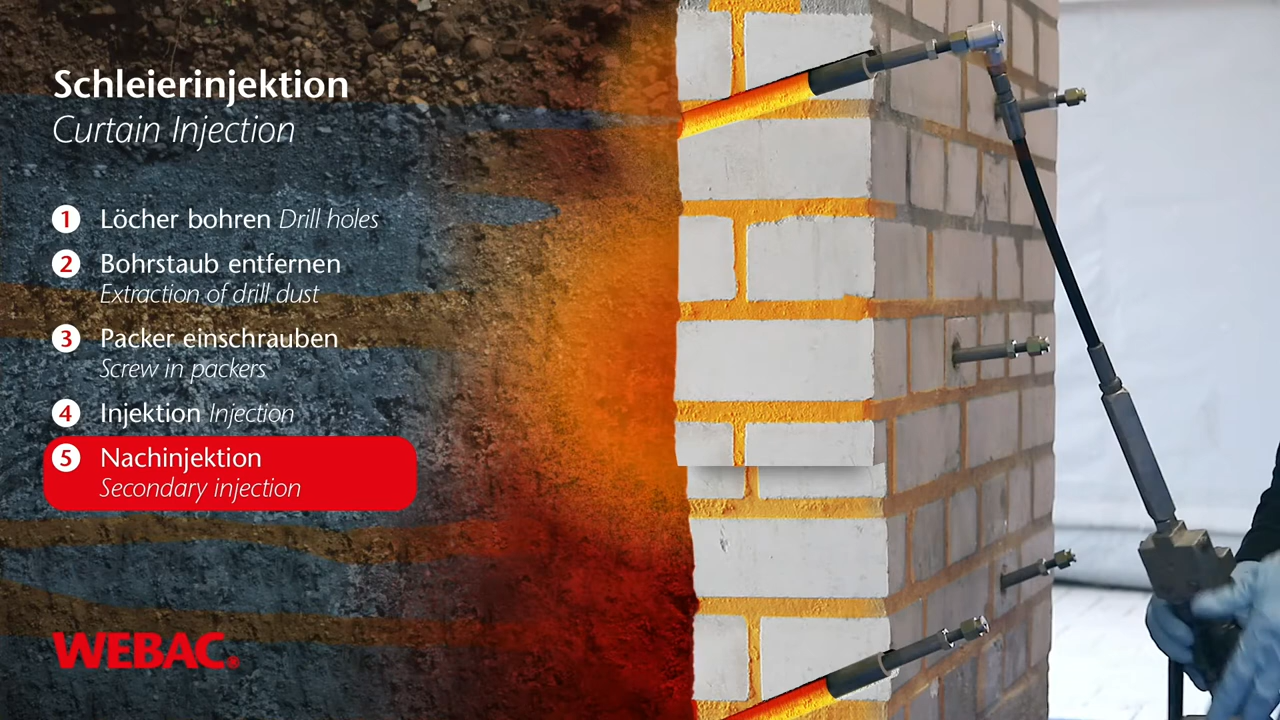 Schleierinjektion
Curtain Injection
1 Löcher bohren Drill holes
2 Bohrstaub entfernen
Extraction of drill dust
3 Packer einschrauben
Screw in packers
4 Injektion Injection
5 Nachinjektion
Secondary injection
WEBAC®